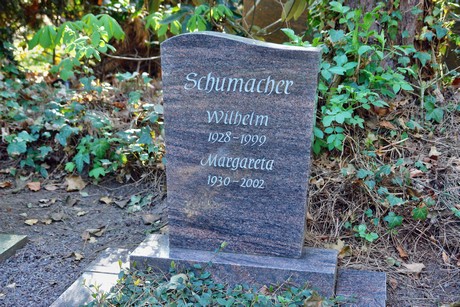 Schumacher
Wilhelm
1928-1999
Margareta
1930-2002